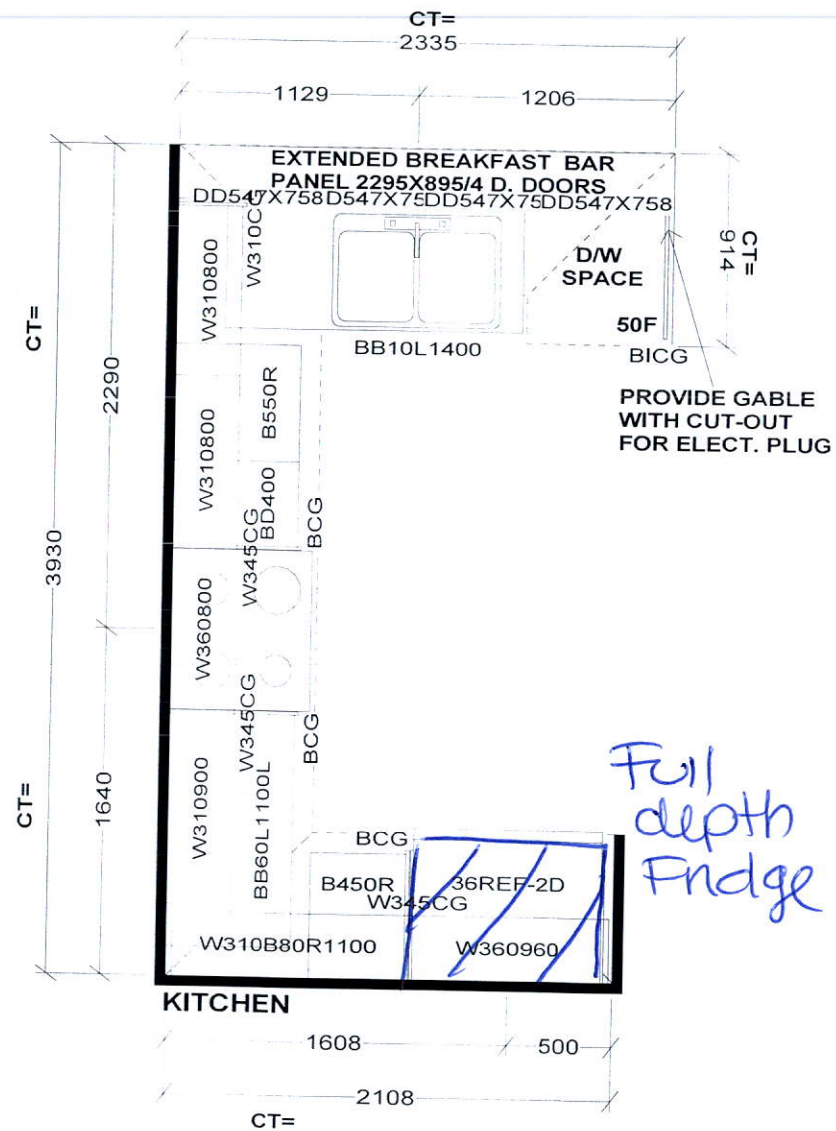 CT=
2335
1129
1206
EXTENDED BREAKFAST BAR
PANEL 2295X895/4 D. DOORS
DD547X758D547X75DD547X75DD547X758
W310CG
W310800
D/W
SPACE
50F
BICG
CT=
914
BB10L1400
PROVIDE GABLE
WITH CUT-OUT
FOR ELECT. PLUG
CT=
3930
2290
W310800
B550R
BD400
W345CG
BCG
W360800
W345CG
BCG
CT=
1640
W310900
BB60L1100L
BCG
B450R
36REF-2D
W345CG
W310B80R1100
W360960
Full
depth
Fridge
KITCHEN
1608
500
2108
CT=